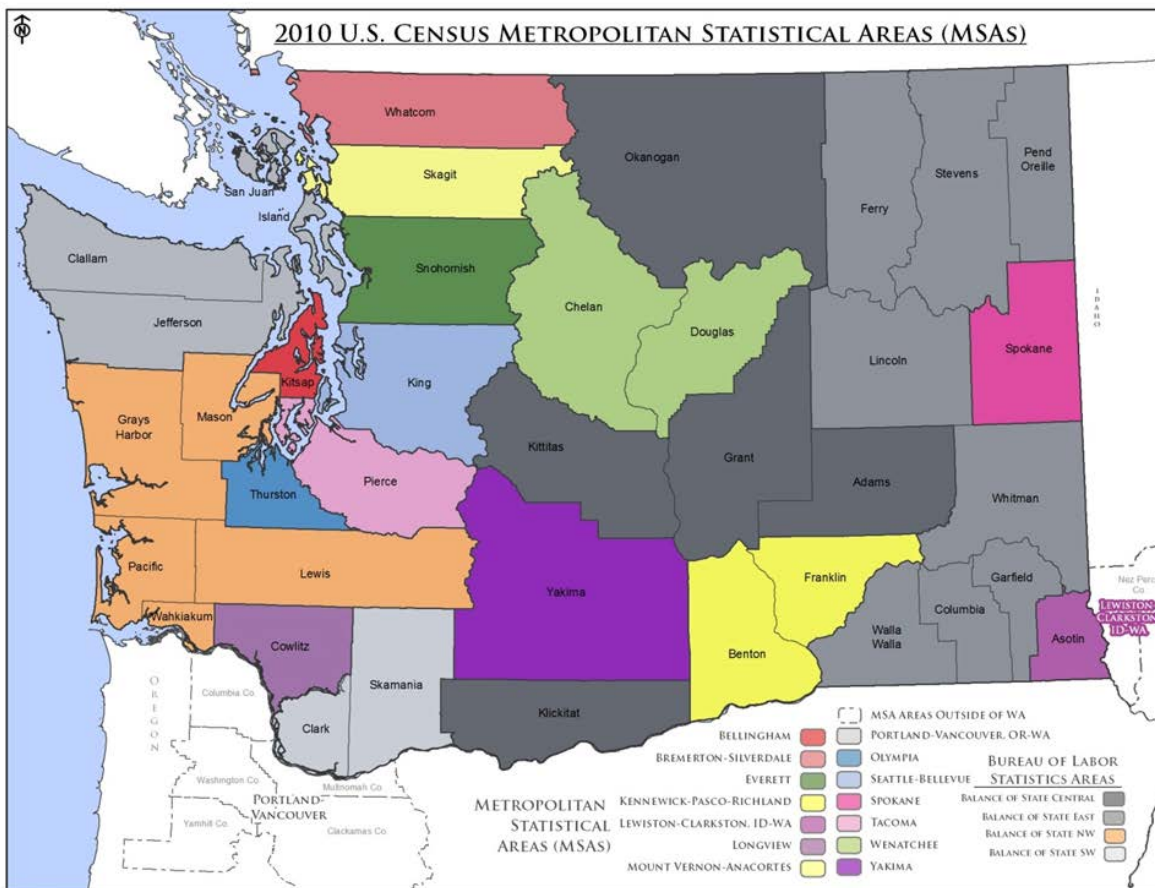 2010 U.S. CENSUS METROPOLITAN STATISTICAL AREAS (MSAS)
N
Whatcom
Okanogan
Pend
Oreille
Skagit
Stevens
San Juan
Ferry
Island
Clallam
Snohomish
IDAHO
Chelan
Jefferson
Douglas
Spokane
Lincoln
Kitsap
King
Grays
Harbor
Mason
Kittitas
Grant
Adams
Thurston
Pierce
Whitman
Pacific
Lewis
Yakima
Franklin
Garfield
Nez Perce
Co
Wahkiakum
Columbia
LEWISTON-
CLARKSTON
ID-WA
Cowlitz
Walla
Walla
Asotin
Benton
Skamania
OREGON
Columbia Co.
Klickitat
Clark
Washington Co.
Multnomah Co.
PORTLAND-
VANCOUVER
Yamhill Co.
Clackamas Co.
METROPOLITAN
STATISTICAL
AREAS (MSAS)
BELLINGHAM
BREMERTON-SILVERDALE
EVERETT
KENNEWICK-PASCO-RICHLAND
LEWISTON-CLARKSTON, ID-WA
LONGVIEW
MOUNT VERNON-ANACORTES
MSA AREAS OUTSIDE OF WA
PORTLAND-VANCOUVER, OR-WA
OLYMPIA
SEATTLE-BELLEVUE
SPOKANE
TACOMA
WENATCHEE
YAKIMA
BUREAU OF LABOR
STATISTICS AREAS
BALANCE OF STATE CENTRAL
BALANCE OF STATE EAST
BALANCE OF STATE NW
BALANCE OF STATE SW